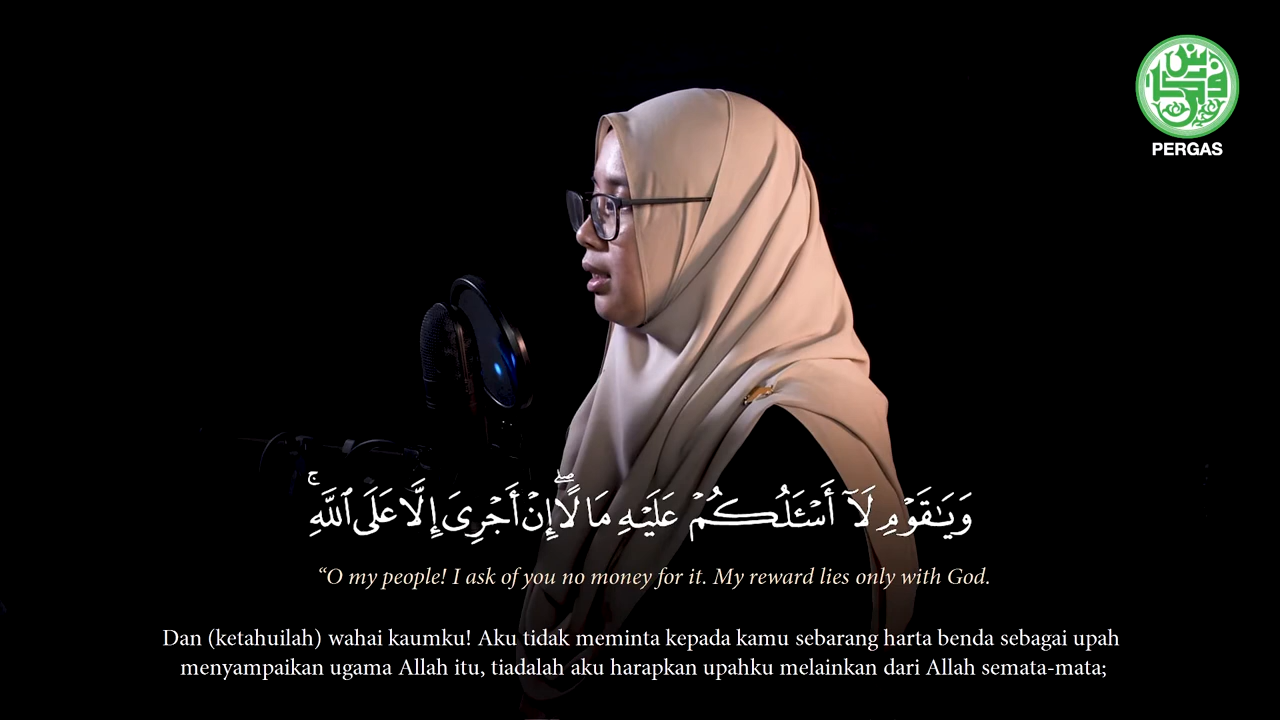 PERGAS
وَيَٰقَوْمِ لَآ أَسْـَٔلُكُمْ عَلَيْهِ مَالًا ۖ إِنْ أَجْرِىَ إِلَّا عَلَى ٱللَّهِ ۚ
“O my people! I ask of you no money for it. My reward lies only with God.
Dan (ketahuilah) wahai kaumku! Aku tidak meminta kepada kamu sebarang harta benda sebagai upah
menyampaikan ugama Allah itu, tiadalah aku harapkan upahku melainkan dari Allah semata-mata;